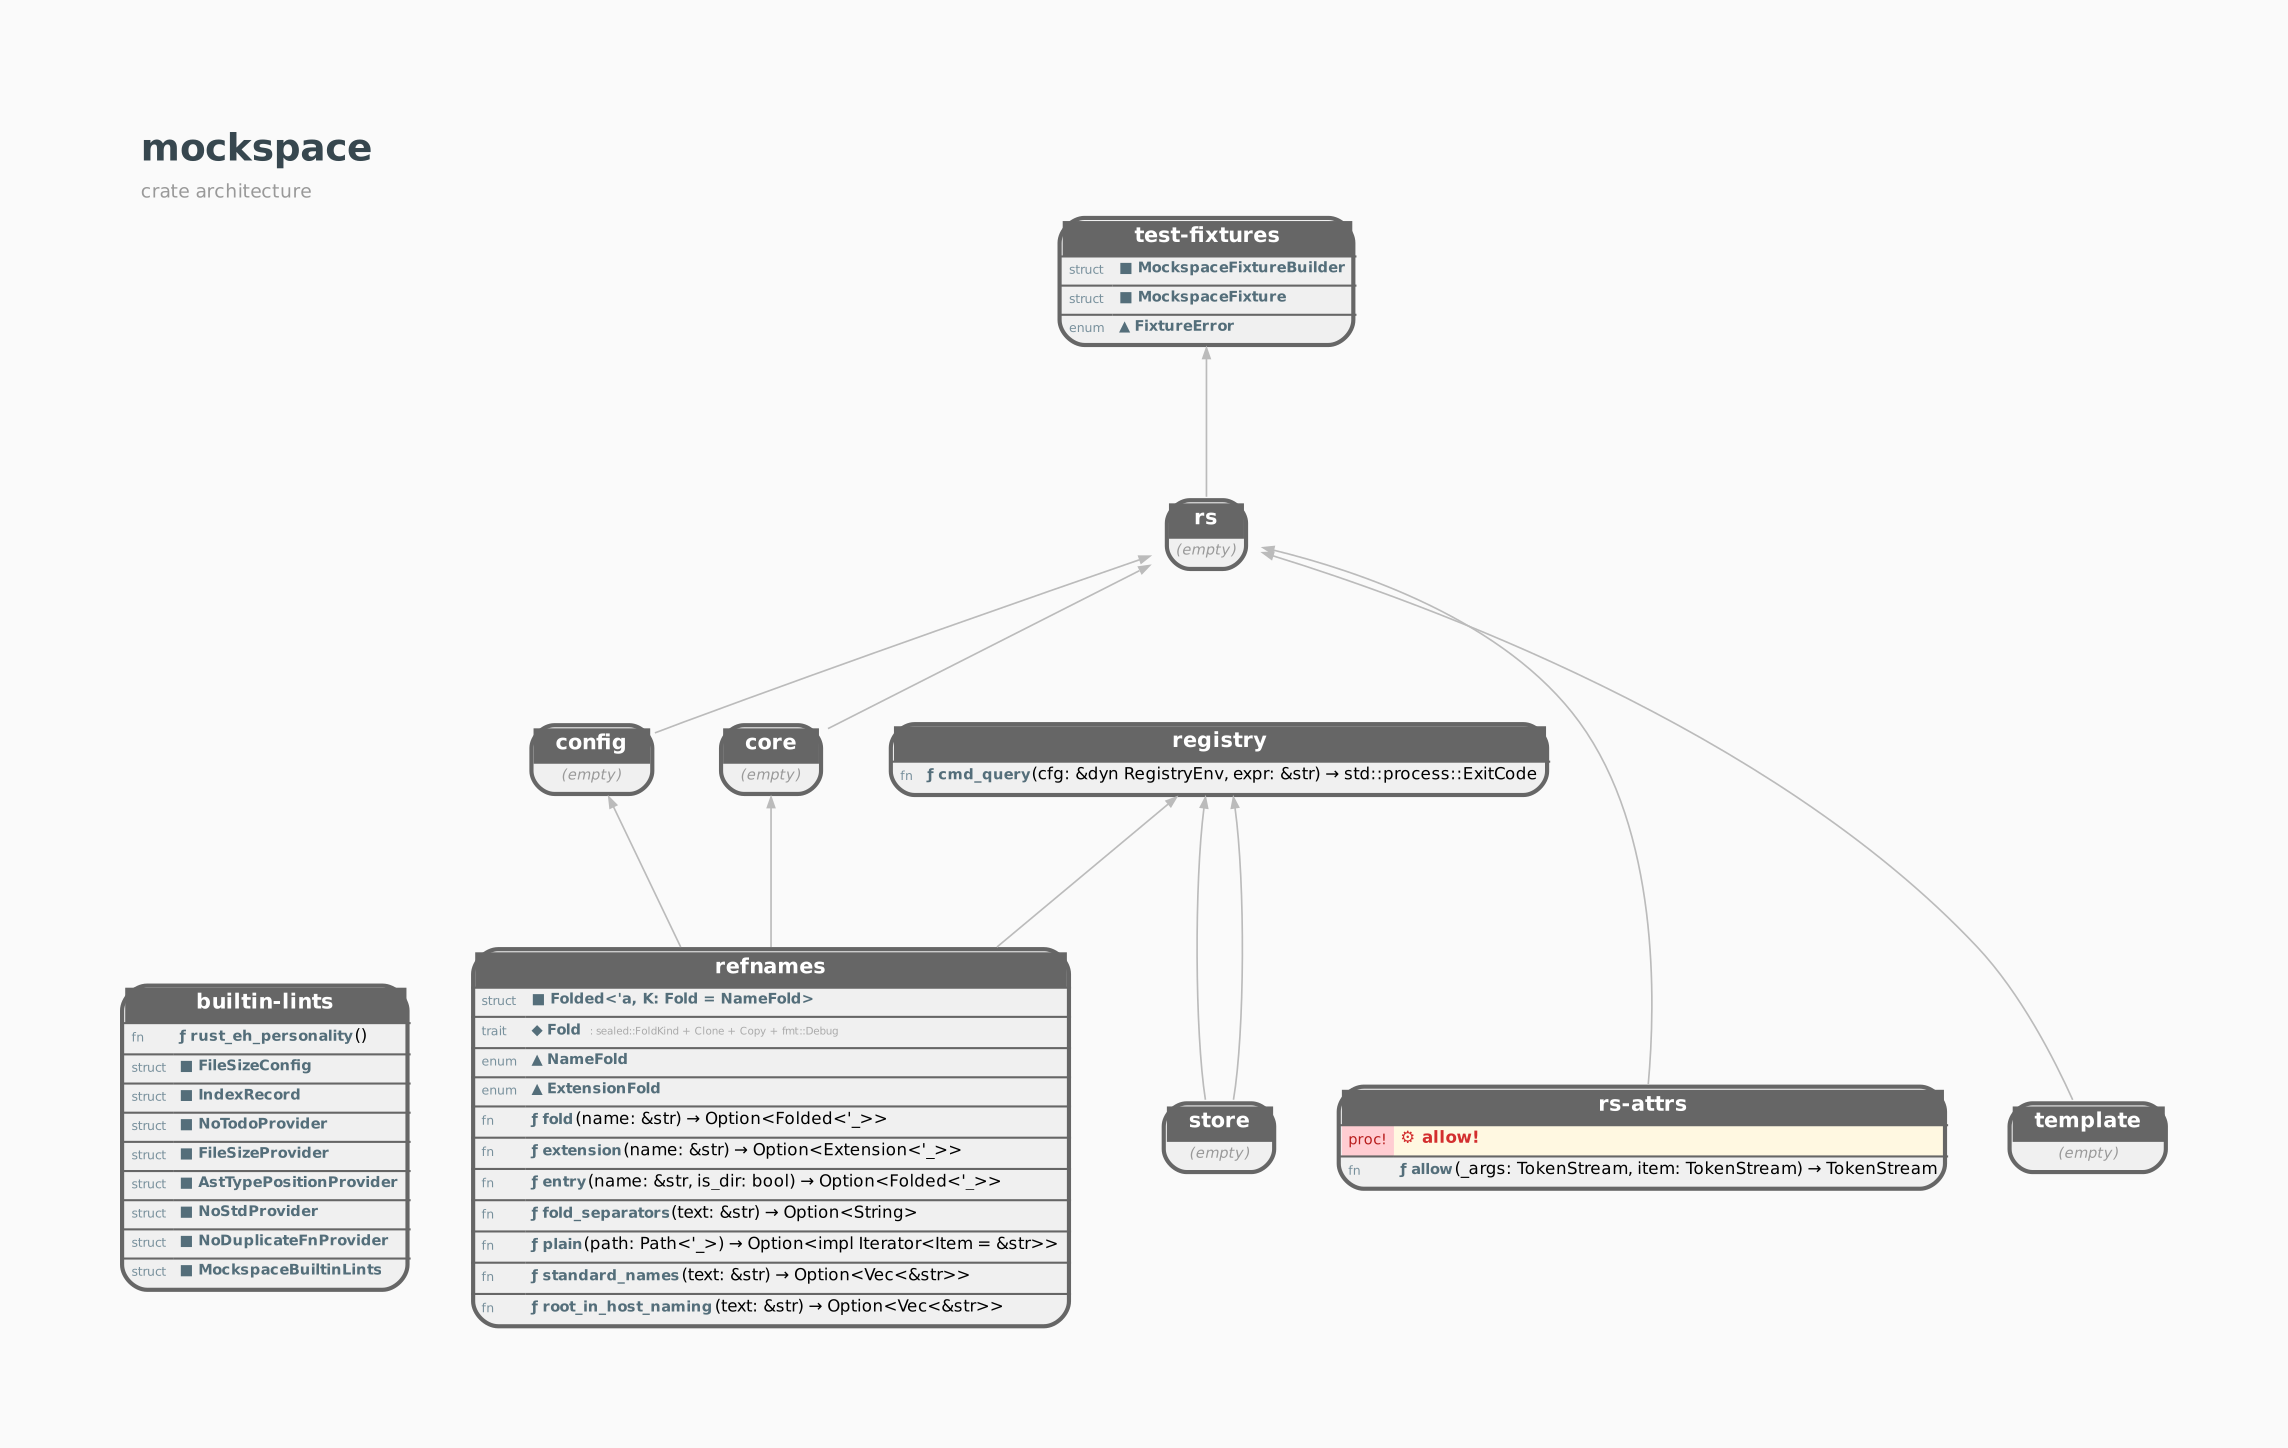 mockspace
crate architecture
test-fixtures
struct ■ MockspaceFixtureBuilder
struct ■ MockspaceFixture
enum ▲ FixtureError
rs
(empty)
config
(empty)
core
(empty)
registry
fn ƒ cmd_query(cfg: &dyn RegistryEnv, expr: &str) → std::process::ExitCode
builtin-lints
fn ƒ rust_eh_personality()
struct ■ FileSizeConfig
struct ■ IndexRecord
struct ■ NoTodoProvider
struct ■ FileSizeProvider
struct ■ AstTypePositionProvider
struct ■ NoStdProvider
struct ■ NoDuplicateFnProvider
struct ■ MockspaceBuiltinLints
refnames
struct ■ Folded<'a, K: Fold = NameFold>
trait ◆ Fold : sealed::FoldKind + Clone + Copy + fmt::Debug
enum ▲ NameFold
enum ▲ ExtensionFold
fn ƒ fold(name: &str) → Option<Folded<'_>>
fn ƒ extension(name: &str) → Option<Extension<'_>>
fn ƒ entry(name: &str, is_dir: bool) → Option<Folded<'_>>
fn ƒ fold_separators(text: &str) → Option<String>
fn ƒ plain(path: Path<'_>) → Option<impl Iterator<Item = &str>>
fn ƒ standard_names(text: &str) → Option<Vec<&str>>
fn ƒ root_in_host_naming(text: &str) → Option<Vec<&str>>
store
(empty)
rs-attrs
proc! ⚙ allow!
fn ƒ allow(_args: TokenStream, item: TokenStream) → TokenStream
template
(empty)